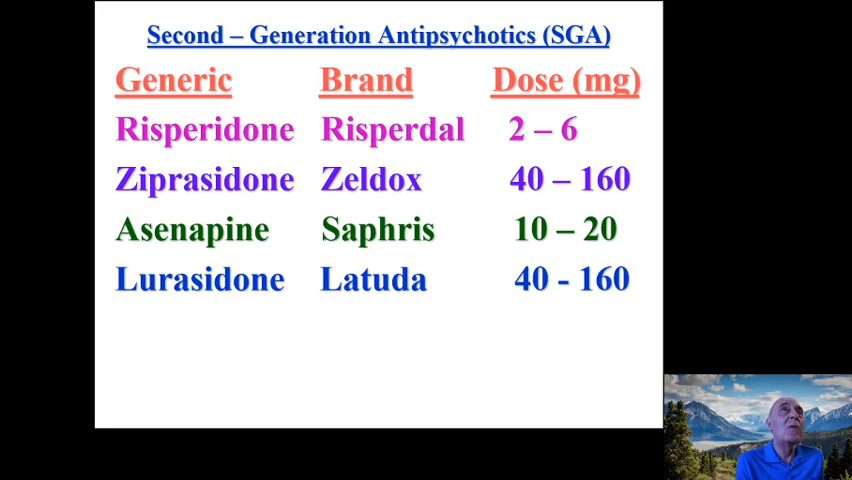 Second – Generation Antipsychotics (SGA)
Generic Brand Dose (mg)
Risperidone Risperdal 2 – 6
Ziprasidone Zeldox 40 – 160
Asenapine Saphris 10 – 20
Lurasidone Latuda 40 - 160